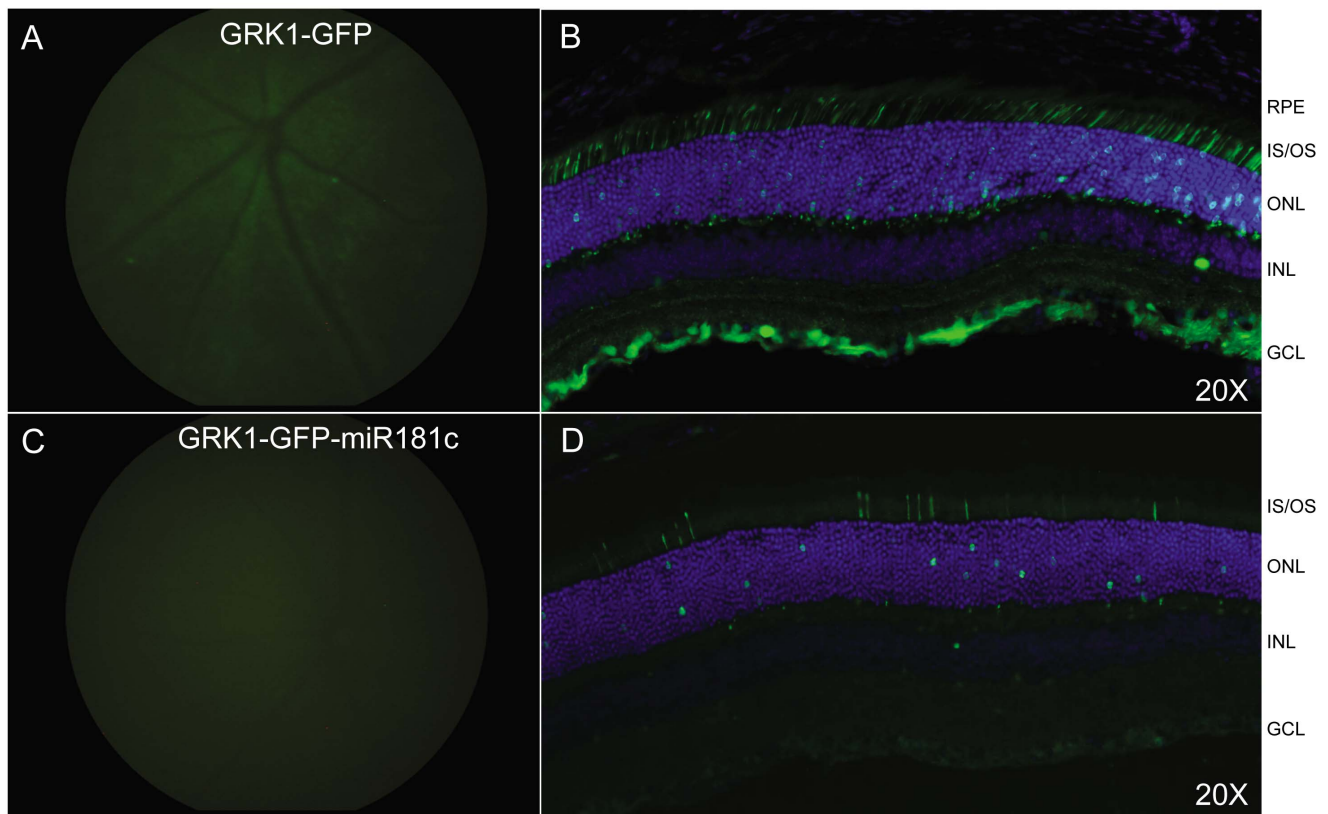 A
GRK1-GFP
B
RPE
IS/OS
ONL
INL
GCL
20X
C
GRK1-GFP-miR181c
D
IS/OS
ONL
INL
GCL
20X